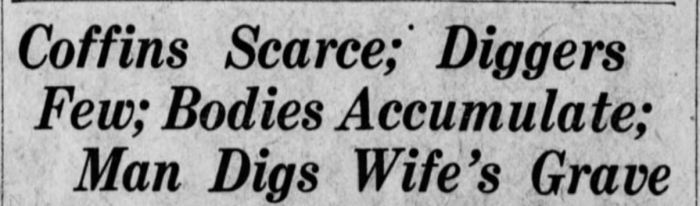 Coffins Scarce; Diggers
Few; Bodies Accumulate;
Man Digs Wife's Grave